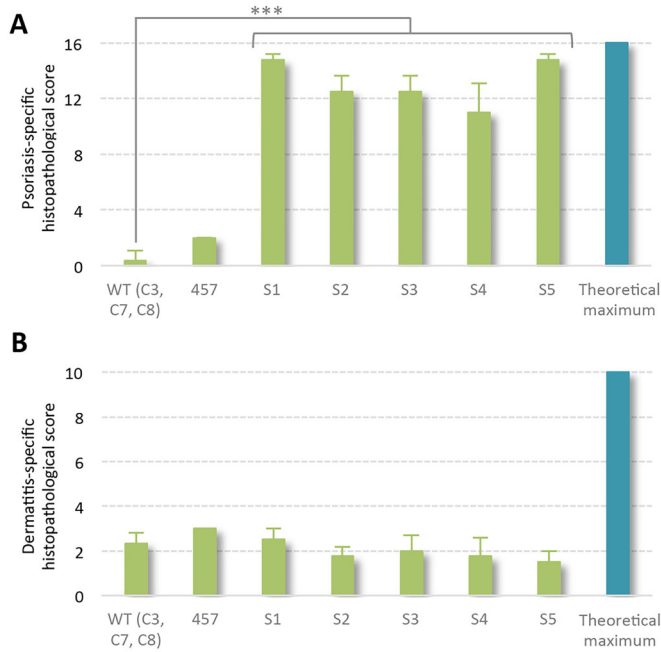 A
***
Psoriasis-specific
histopathological score
16
12
4
0
WT (C3,
C7, C8)
457
S1
S2
S3
S4
S5
Theoretical
maximum
B
Dermatitis-specific
histopathological score
10
8
6
4
2
0
WT (C3,
C7, C8)
457
S1
S2
S3
S4
S5
Theoretical
maximum